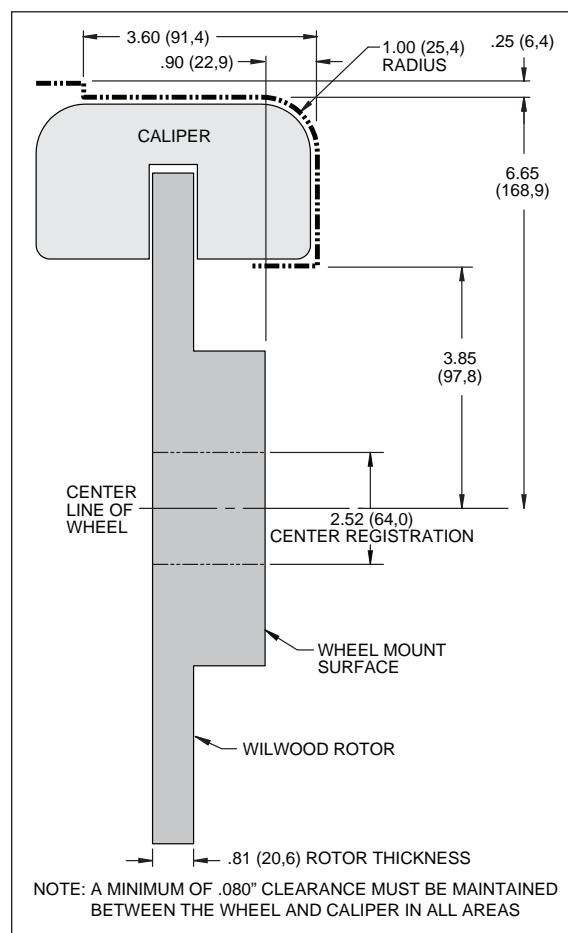 3.60 (91,4)
.90 (22,9)
1.00 (25,4)
RADIUS
.25 (6,4)
CALIPER
6.65
(168,9)
3.85
(97,8)
CENTER
LINE OF
WHEEL
2.52 (64,0)
CENTER REGISTRATION
WHEEL MOUNT
SURFACE
WILWOOD ROTOR
.81 (20,6) ROTOR THICKNESS
NOTE: A MINIMUM OF .080" CLEARANCE MUST BE MAINTAINED
BETWEEN THE WHEEL AND CALIPER IN ALL AREAS